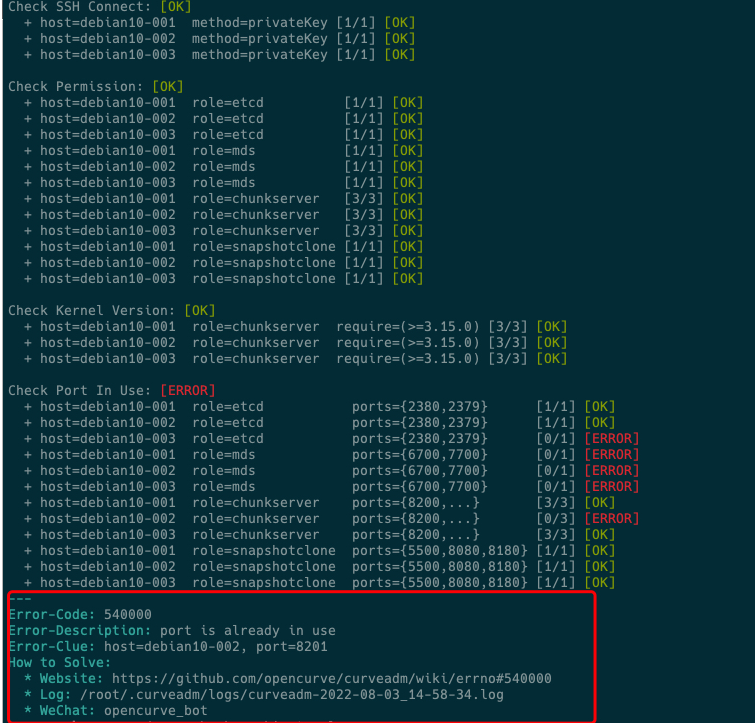 Check SSH Connect: [OK]
+ host=debian10-001 method=privateKey [1/1] [OK]
+ host=debian10-002 method=privateKey [1/1] [OK]
+ host=debian10-003 method=privateKey [1/1] [OK]
Check Permission: [OK]
+ host=debian10-001 role=etcd [1/1] [OK]
+ host=debian10-002 role=etcd [1/1] [OK]
+ host=debian10-003 role=etcd [1/1] [OK]
+ host=debian10-001 role=mds [1/1] [OK]
+ host=debian10-002 role=mds [1/1] [OK]
+ host=debian10-003 role=mds [1/1] [OK]
+ host=debian10-001 role=chunkserver [3/3] [OK]
+ host=debian10-002 role=chunkserver [3/3] [OK]
+ host=debian10-003 role=chunkserver [3/3] [OK]
+ host=debian10-001 role=snapshotclone [1/1] [OK]
+ host=debian10-002 role=snapshotclone [1/1] [OK]
+ host=debian10-003 role=snapshotclone [1/1] [OK]
Check Kernel Version: [OK]
+ host=debian10-001 role=chunkserver require=(>=3.15.0) [3/3] [OK]
+ host=debian10-002 role=chunkserver require=(>=3.15.0) [3/3] [OK]
+ host=debian10-003 role=chunkserver require=(>=3.15.0) [3/3] [OK]
Check Port In Use: [ERROR]
+ host=debian10-001 role=etcd ports={2380,2379} [1/1] [OK]
+ host=debian10-002 role=etcd ports={2380,2379} [1/1] [OK]
+ host=debian10-003 role=etcd ports={2380,2379} [0/1] [ERROR]
+ host=debian10-001 role=mds ports={6700,7700} [0/1] [ERROR]
+ host=debian10-002 role=mds ports={6700,7700} [0/1] [ERROR]
+ host=debian10-003 role=mds ports={6700,7700} [0/1] [ERROR]
+ host=debian10-001 role=chunkserver ports={8200,...} [3/3] [OK]
+ host=debian10-002 role=chunkserver ports={8200,...} [0/3] [ERROR]
+ host=debian10-003 role=chunkserver ports={8200,...} [3/3] [OK]
+ host=debian10-001 role=snapshotclone ports={5500,8080,8180} [1/1] [OK]
+ host=debian10-002 role=snapshotclone ports={5500,8080,8180} [1/1] [OK]
+ host=debian10-003 role=snapshotclone ports={5500,8080,8180} [1/1] [OK]
---
Error-Code: 540000
Error-Description: port is already in use
Error-Clue: host=debian10-002, port=8201
How to Solve:
* Website: https://github.com/opencurve/curveadm/wiki/errno#540000
* Log: /root/.curveadm/logs/curveadm-2022-08-03_14-58-34.log
* WeChat: opencurve_bot